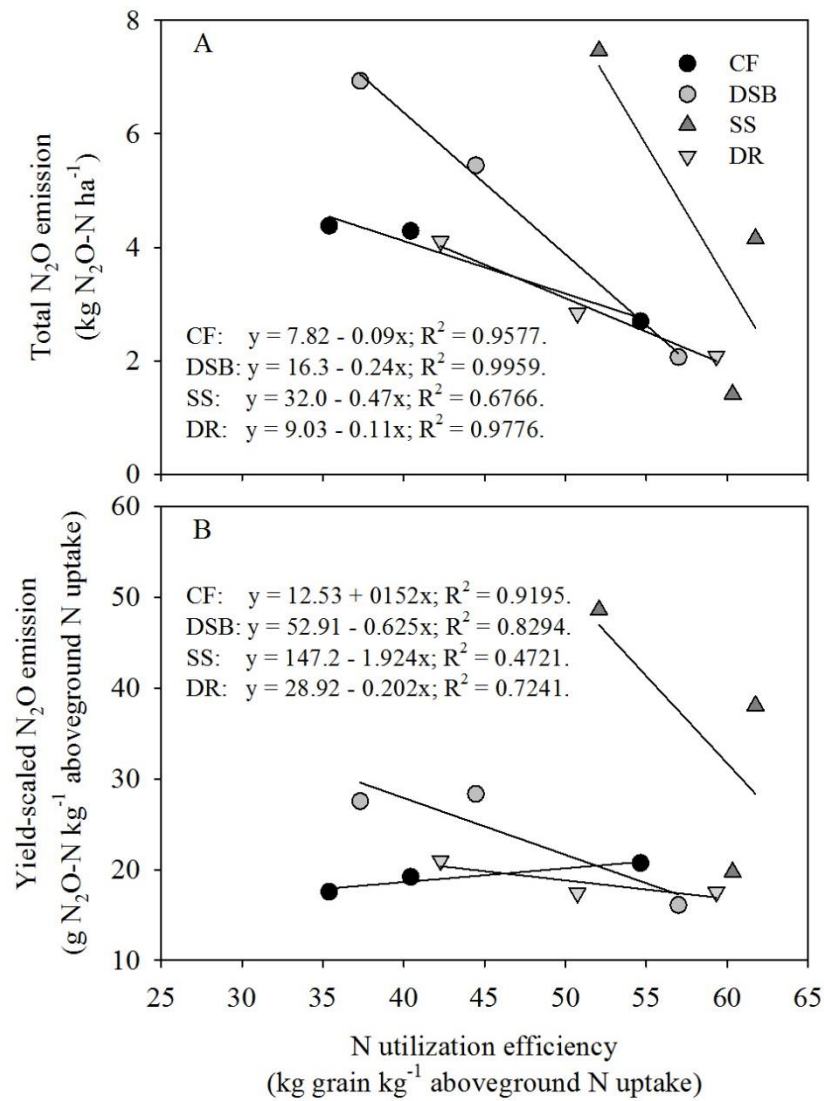 A
CF
DSB
SS
DR
8
6
4
2
0
Total N₂O emission
(kg N₂O-N ha⁻¹)
CF: y = 7.82 - 0.09x; R² = 0.9577.
DSB: y = 16.3 - 0.24x; R² = 0.9959.
SS: y = 32.0 - 0.47x; R² = 0.6766.
DR: y = 9.03 - 0.11x; R² = 0.9776.
B
60
50
40
30
20
10
Yield-scaled N₂O emission
(g N₂O-N kg⁻¹ aboveground N uptake)
CF: y = 12.53 + 0152x; R² = 0.9195.
DSB: y = 52.91 - 0.625x; R² = 0.8294.
SS: y = 147.2 - 1.924x; R² = 0.4721.
DR: y = 28.92 - 0.202x; R² = 0.7241.
25 30 35 40 45 50 55 60 65
N utilization efficiency
(kg grain kg⁻¹ aboveground N uptake)